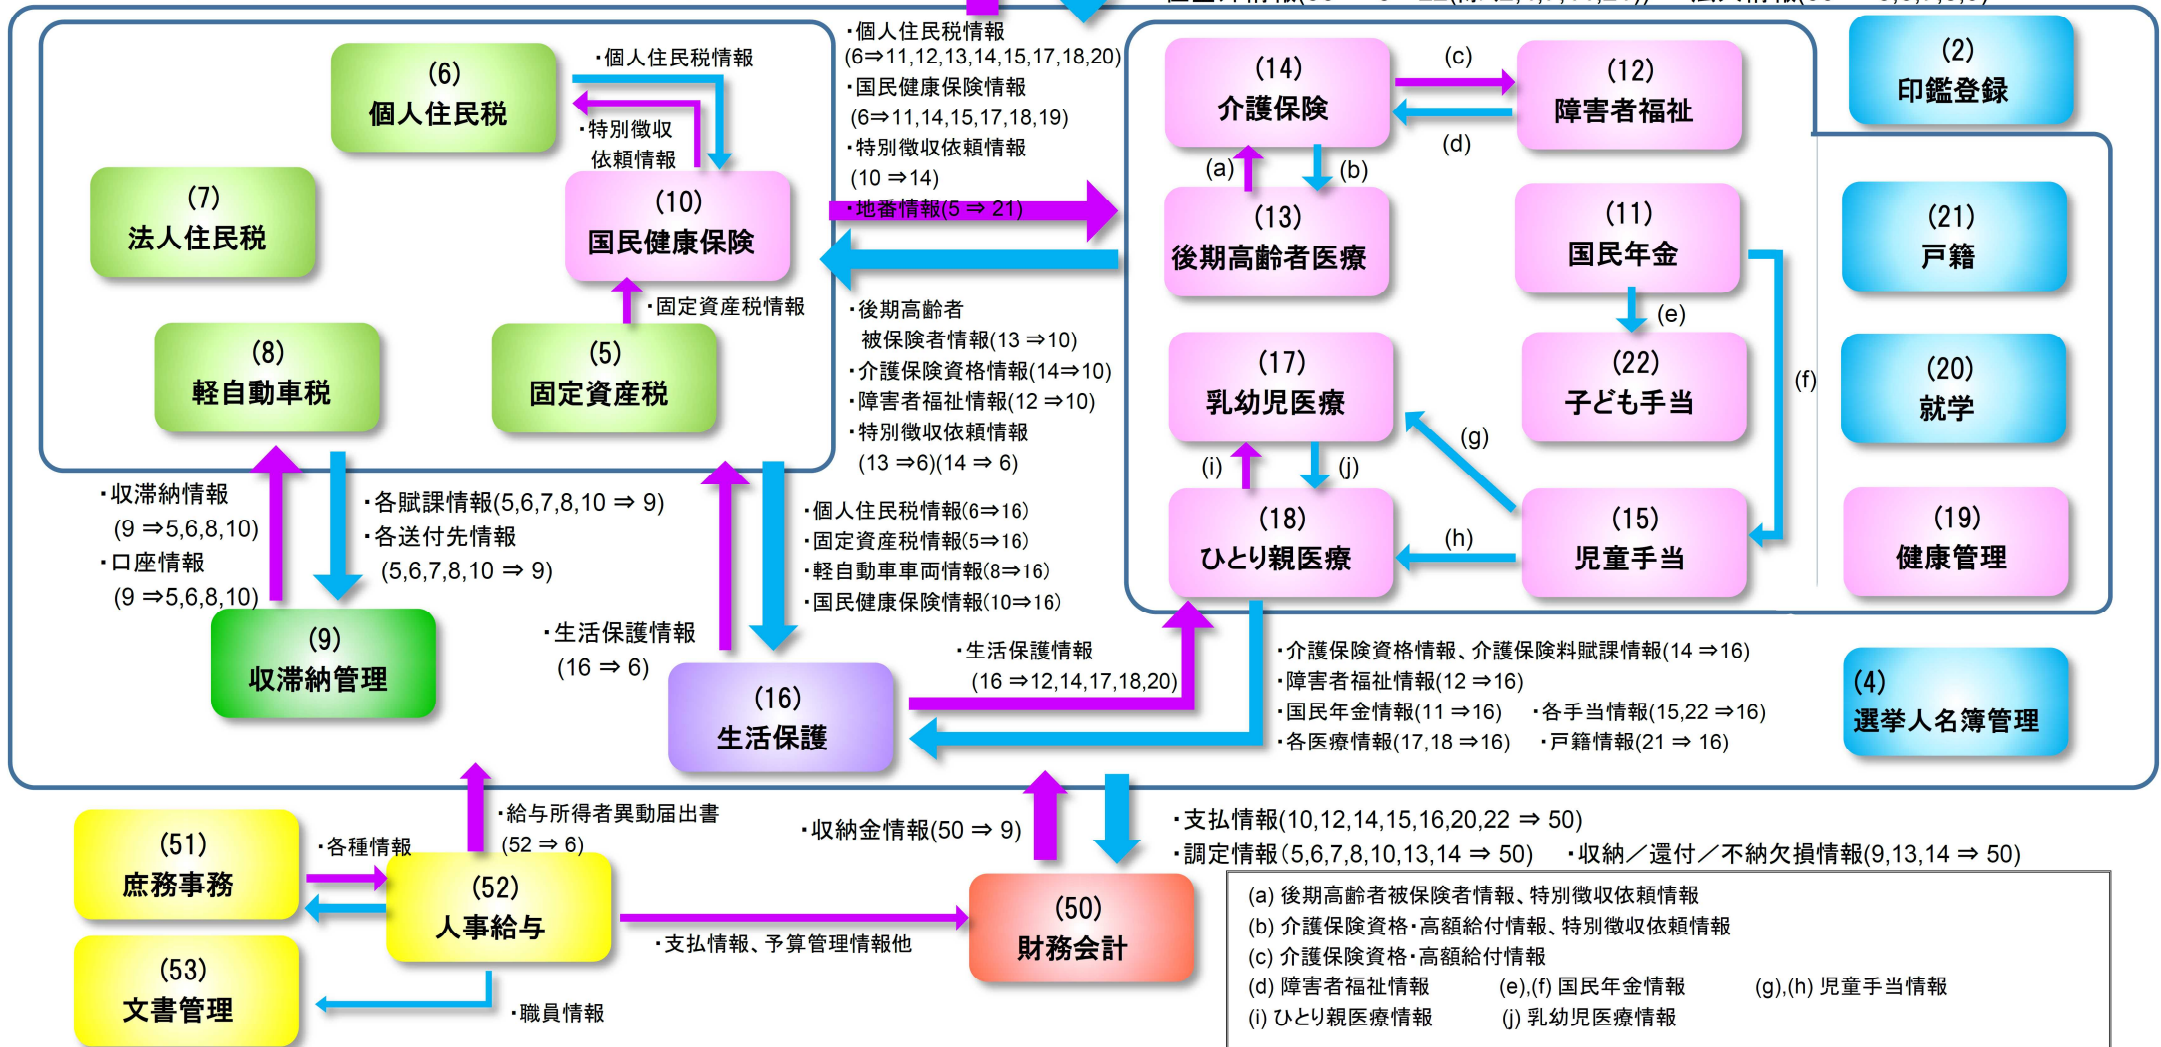 ・個人住民税情報
(6⇒11,12,13,14,15,17,18,20)
・国民健康保険情報
(6⇒11,14,15,17,18,19)
・特別徴収依頼情報
(10 ⇒14)
・地番情報(5 ⇒ 21)
(6)
個人住民税
・個人住民税情報
・特別徴収
依頼情報
(7)
法人住民税
(10)
国民健康保険
・固定資産税情報
(8)
軽自動車税
(5)
固定資産税
・後期高齢者
被保険者情報(13 ⇒10)
・介護保険資格情報(14⇒10)
・障害者福祉情報(12 ⇒10)
・特別徴収依頼情報
(13 ⇒6)(14 ⇒ 6)
(14)
介護保険
(c)
(d)
(12)
障害者福祉
(a)
(b)
(13)
後期高齢者医療
(11)
国民年金
(e)
(f)
(17)
乳幼児医療
(22)
子ども手当
(g)
(i)
(j)
(18)
ひとり親医療
(h)
(15)
児童手当
(2)
印鑑登録
(21)
戸籍
(20)
就学
(19)
健康管理
(4)
選挙人名簿管理
・収滞納情報
(9 ⇒5,6,8,10)
・口座情報
(9 ⇒5,6,8,10)
・各賦課情報(5,6,7,8,10 ⇒ 9)
・各送付先情報
(5,6,7,8,10 ⇒ 9)
(9)
収滞納管理
・生活保護情報
(16 ⇒ 6)
・個人住民税情報(6⇒16)
・固定資産税情報(5⇒16)
・軽自動車車両情報(8⇒16)
・国民健康保険情報(10⇒16)
(16)
生活保護
・生活保護情報
(16 ⇒12,14,17,18,20)
・介護保険資格情報、介護保険料賦課情報(14 ⇒16)
・障害者福祉情報(12 ⇒16)
・国民年金情報(11 ⇒16) ・各手当情報(15,22 ⇒16)
・各医療情報(17,18 ⇒16) ・戸籍情報(21 ⇒ 16)
(51)
庶務事務
・各種情報
・給与所得者異動届出書
(52 ⇒ 6)
(52)
人事給与
(53)
文書管理
・職員情報
・支払情報、予算管理情報他
・収納金情報(50 ⇒ 9)
(50)
財務会計
・支払情報(10,12,14,15,16,20,22 ⇒ 50)
・調定情報(5,6,7,8,10,13,14 ⇒ 50) ・収納／還付／不納欠損情報(9,13,14 ⇒ 50)
(a) 後期高齢者被保険者情報、特別徴収依頼情報
(b) 介護保険資格・高額給付情報、特別徴収依頼情報
(c) 介護保険資格・高額給付情報
(d) 障害者福祉情報 (e),(f) 国民年金情報 (g),(h) 児童手当情報
(i) ひとり親医療情報 (j) 乳幼児医療情報